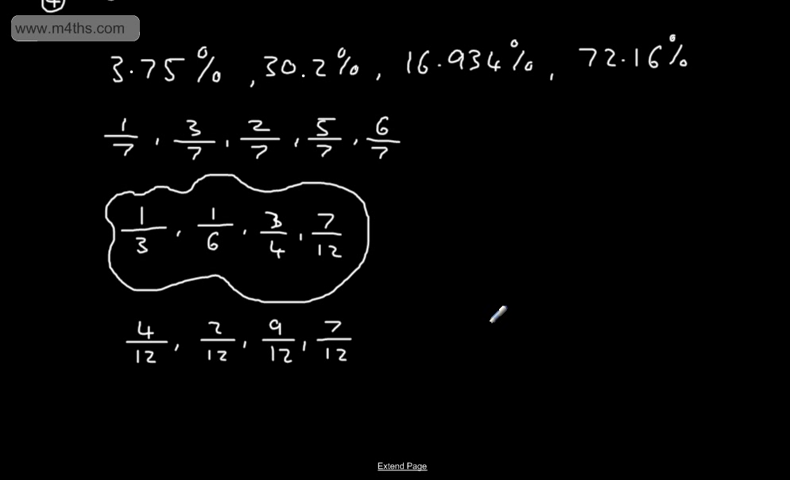 4
www.m4ths.com
3.75%, 30.2%, 16.934%, 72.16%
1/7, 3/7, 2/7, 5/7, 6/7
1/3, 1/6, 3/4, 7/12
4/12, 2/12, 9/12, 7/12
Extend Page